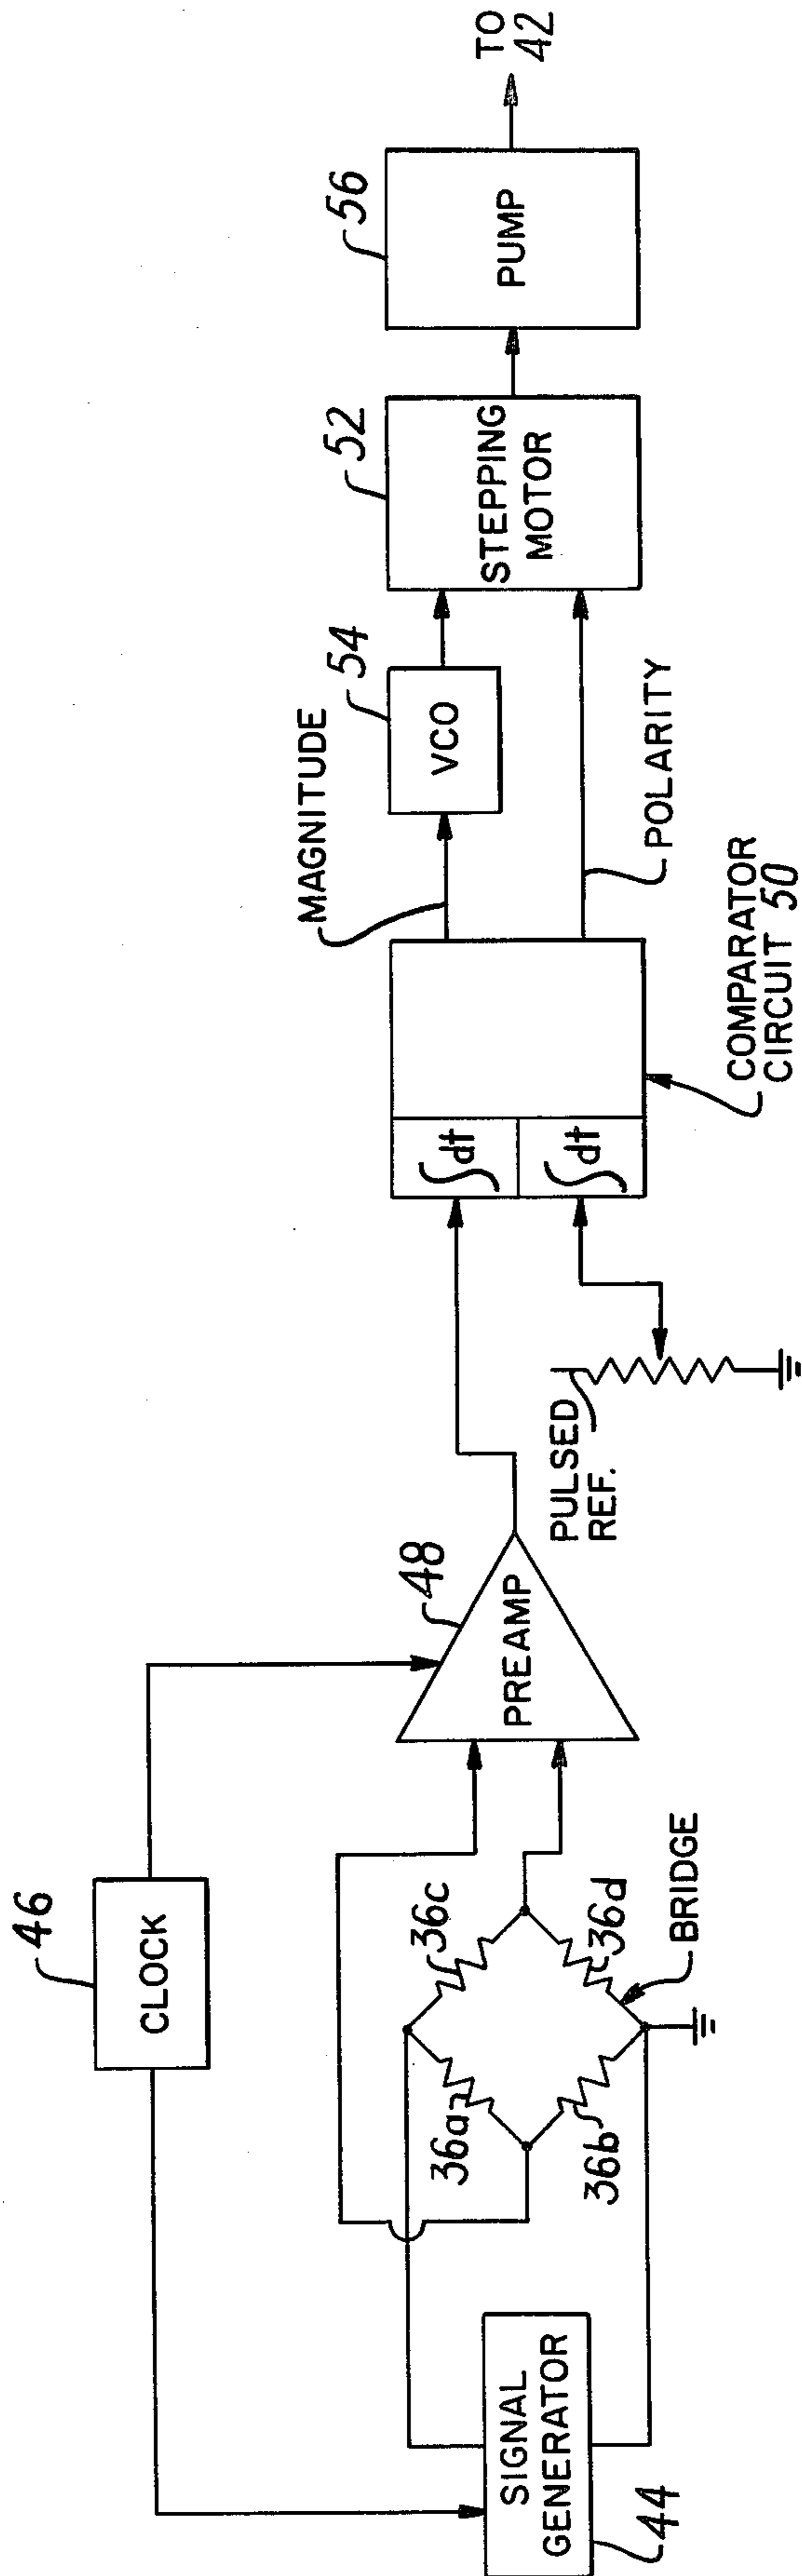 46
CLOCK
SIGNAL
GENERATOR
44
36a
36b
36c
36d
BRIDGE
48
PREAMP
PULSED
REF.
∫dt
∫dt
COMPARATOR
CIRCUIT 50
MAGNITUDE
POLARITY
54
VCO
52
STEPPING
MOTOR
56
PUMP
TO
42